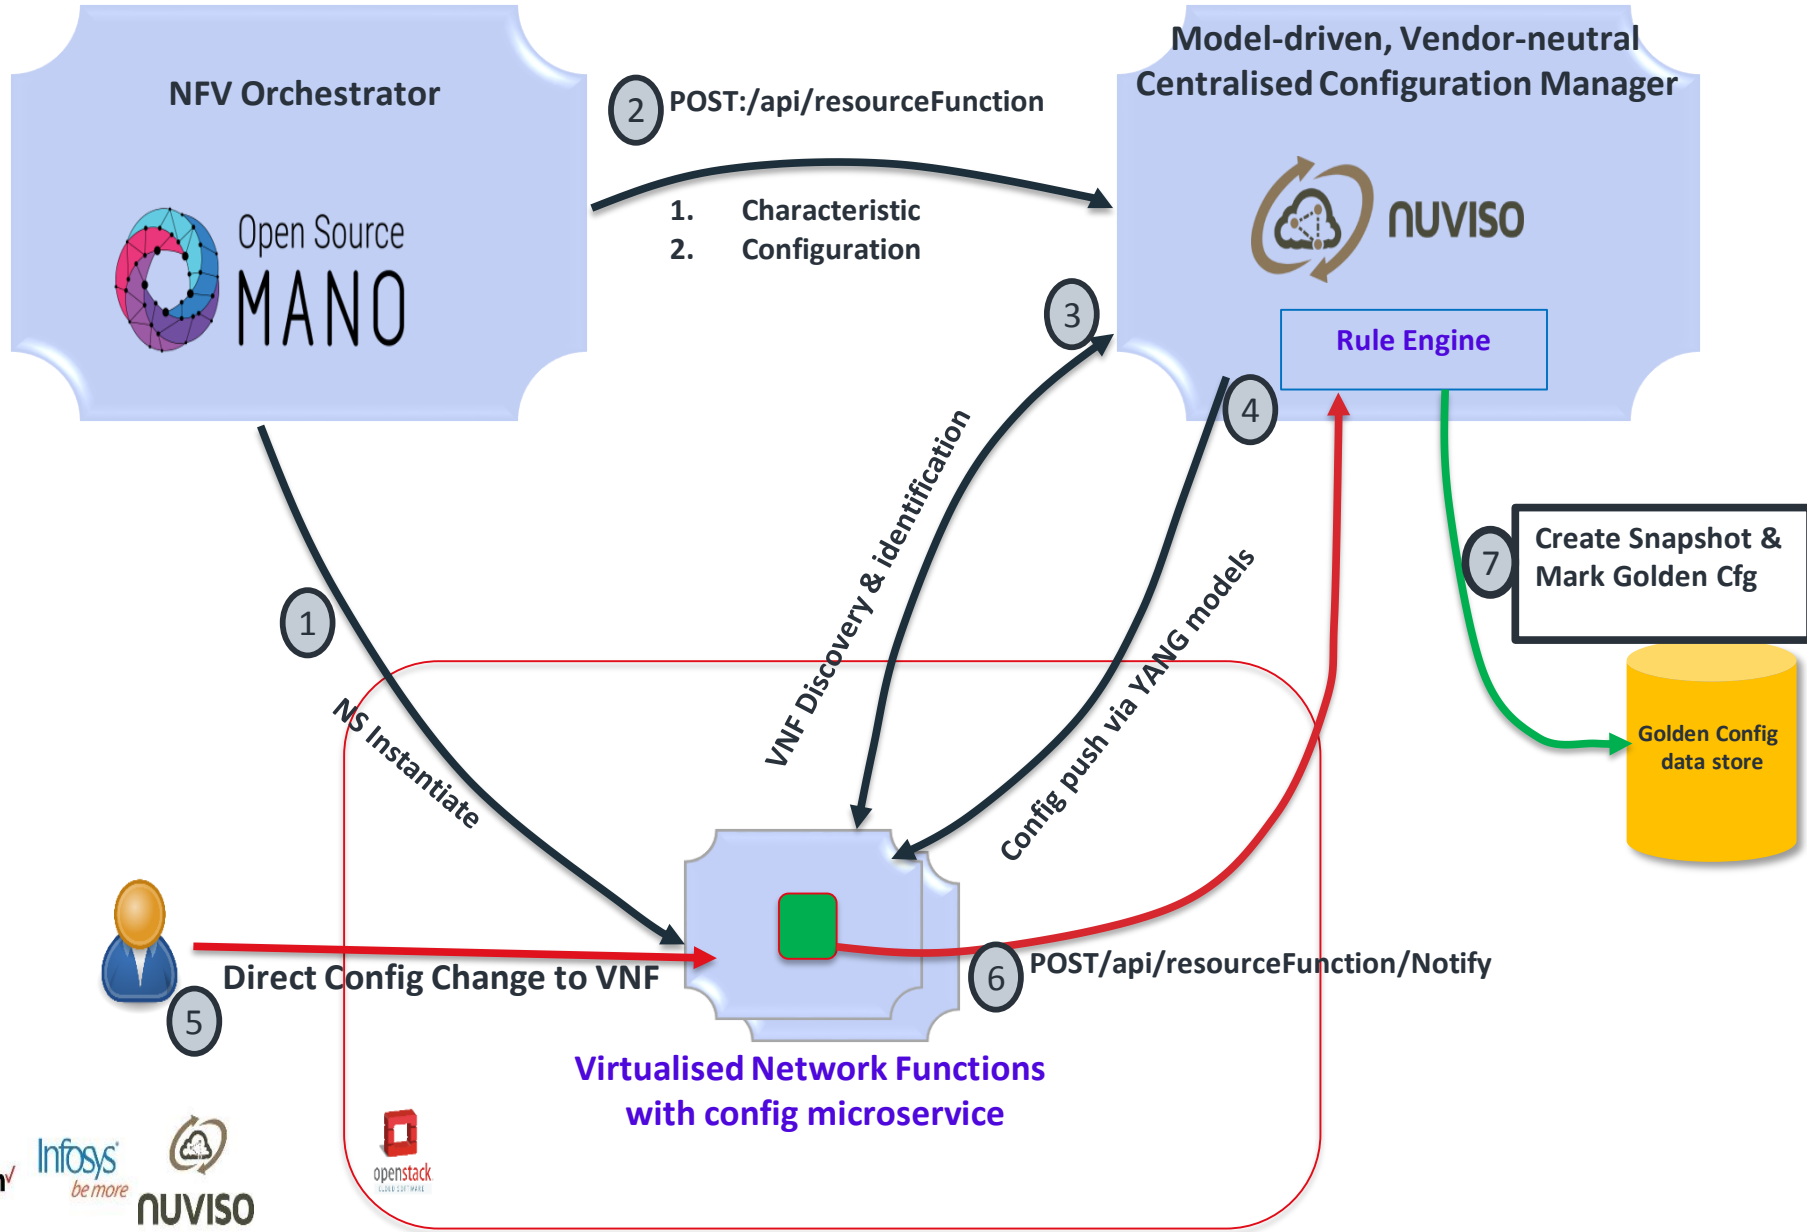 NFV Orchestrator
Open Source
MANO
2
POST:/api/resourceFunction
1. Characteristic
2. Configuration
Model-driven, Vendor-neutral
Centralised Configuration Manager
nuviso
Rule Engine
3
4
VNF Discovery & identification
Config push via YANG models
1
NS Instantiate
7
Create Snapshot &
Mark Golden Cfg
Golden Config
data store
5
Direct Config Change to VNF
6
POST/api/resourceFunction/Notify
Virtualised Network Functions
with config microservice
Infosys
be more
nuviso
openstack
CLOUD SOFTWARE